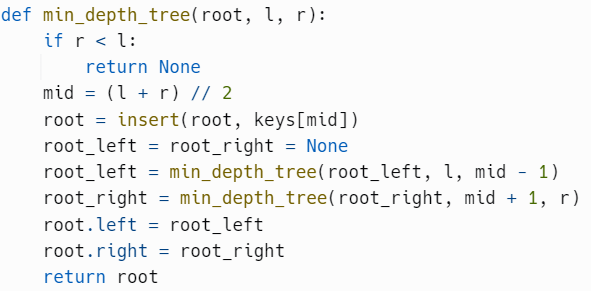 def min_depth_tree(root, l, r):
    if r < l:
        return None
    mid = (l + r) // 2
    root = insert(root, keys[mid])
    root_left = root_right = None
    root_left = min_depth_tree(root_left, l, mid - 1)
    root_right = min_depth_tree(root_right, mid + 1, r)
    root.left = root_left
    root.right = root_right
    return root